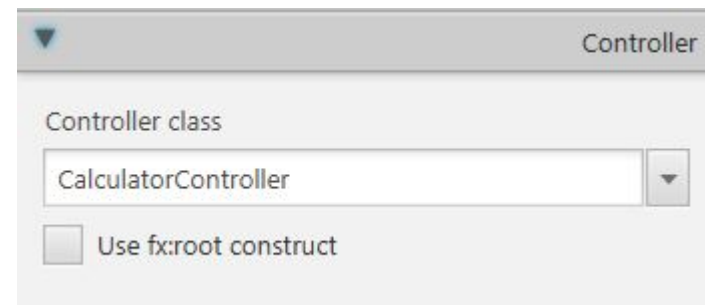 Controller
Controller class
CalculatorController
Use fx:root construct